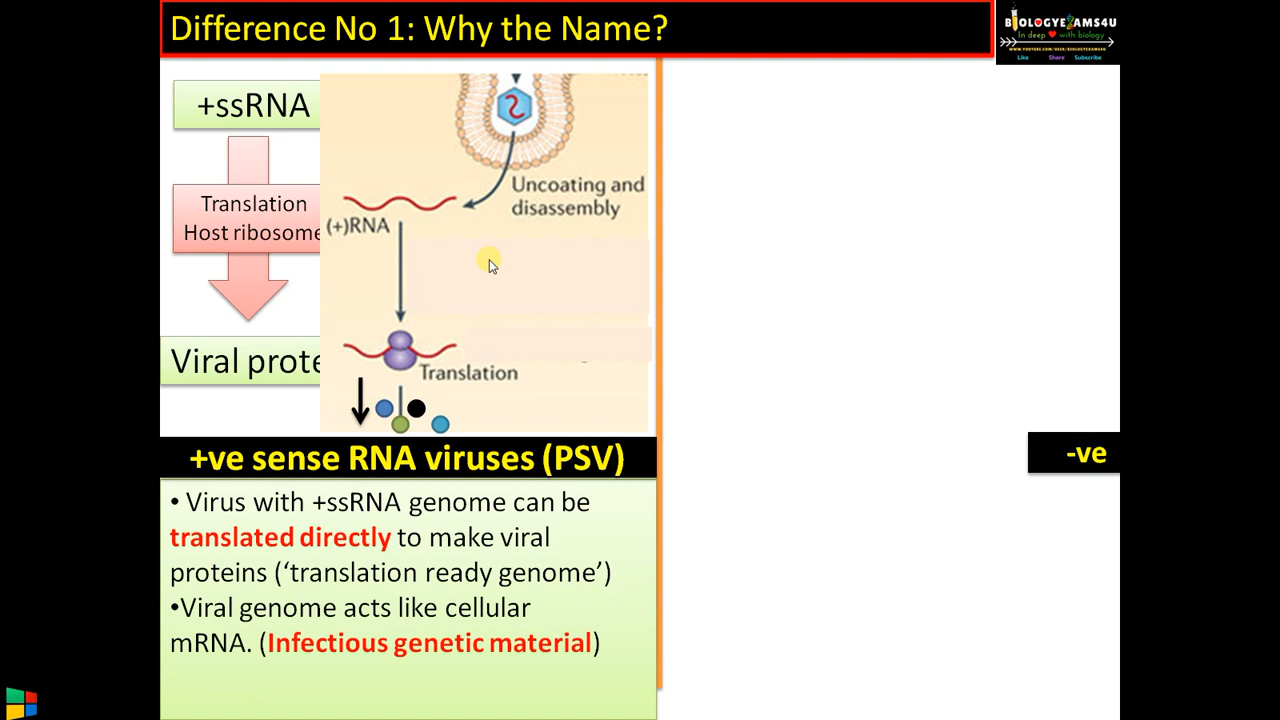 Difference No 1: Why the Name?
BIOLOGYEXAMS4U
In deep with biology
WWW.YOUTUBE.COM/USER/BIOLOGYEXAMS4U
Like Share Subscribe
+ssRNA
Translation
Host ribosome
Viral prote
Uncoating and
disassembly
(+)RNA
Translation
+ve sense RNA viruses (PSV)
• Virus with +ssRNA genome can be
translated directly to make viral
proteins (‘translation ready genome’)
•Viral genome acts like cellular
mRNA. (Infectious genetic material)
-ve